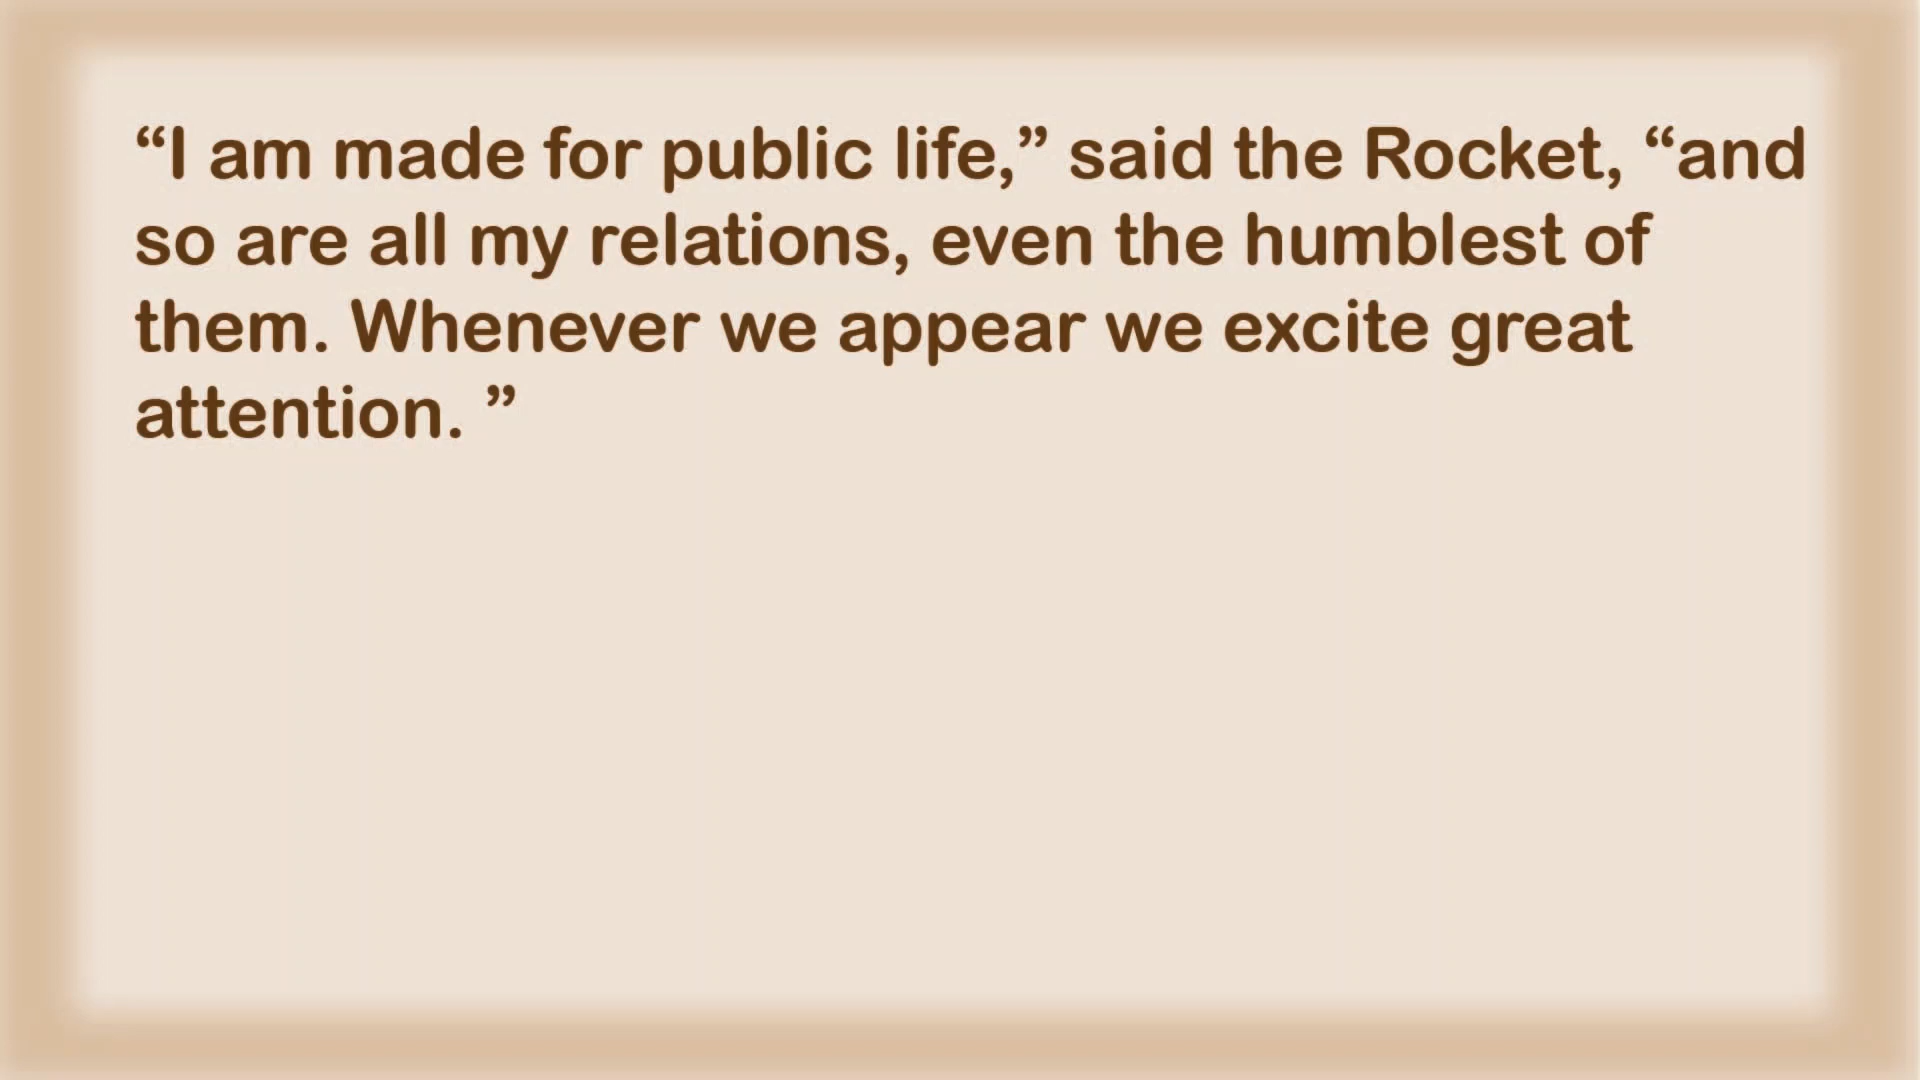 “I am made for public life,” said the Rocket, “and
so are all my relations, even the humblest of
them. Whenever we appear we excite great
attention. ”